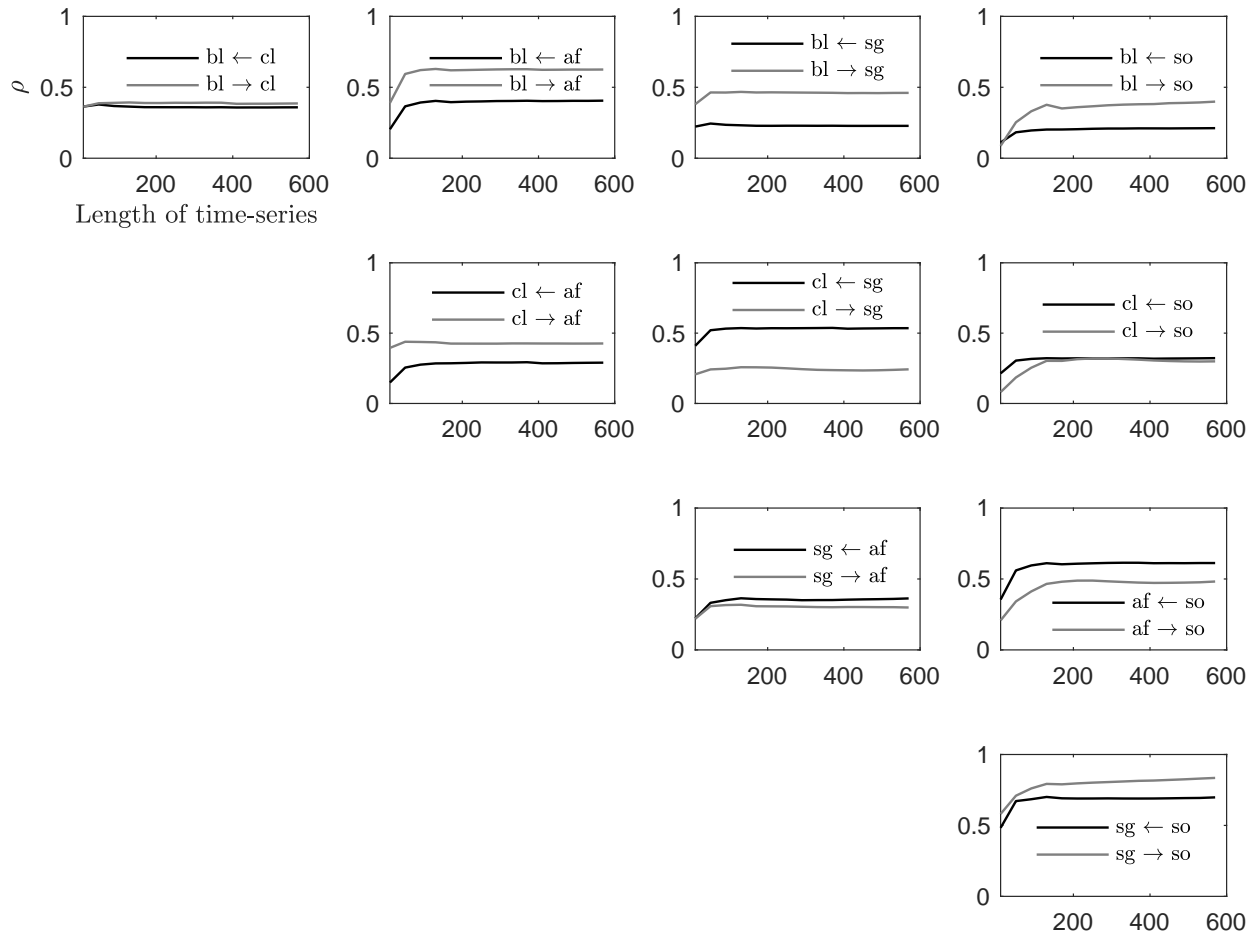 1
0.5
0
ρ
bl ← cl
bl → cl
200 400 600
Length of time-series
1
0.5
0
bl ← af
bl → af
200 400 600
1
0.5
0
bl ← sg
bl → sg
200 400 600
1
0.5
0
bl ← so
bl → so
200 400 600
1
0.5
0
cl ← af
cl → af
200 400 600
1
0.5
0
cl ← sg
cl → sg
200 400 600
1
0.5
0
cl ← so
cl → so
200 400 600
1
0.5
0
sg ← af
sg → af
200 400 600
1
0.5
0
af ← so
af → so
200 400 600
1
0.5
0
sg ← so
sg → so
200 400 600